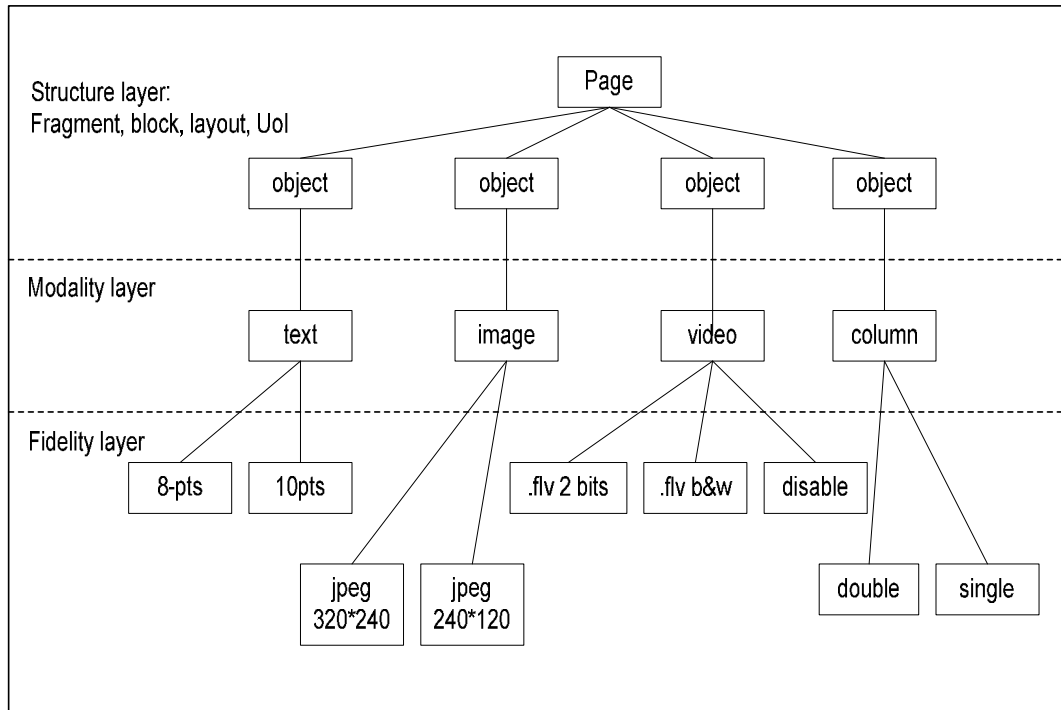 Page
Structure layer:
Fragment, block, layout, UoI
object
object
object
object
Modality layer
text
image
video
column
Fidelity layer
8-pts
10pts
.flv 2 bits
.flv b&w
disable
jpeg
320*240
jpeg
240*120
double
single